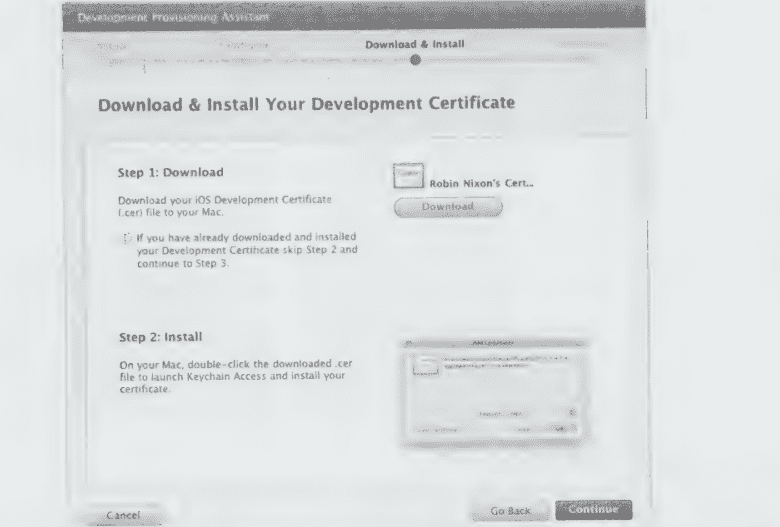 Development Provisioning Assistant
Download & Install
Download & Install Your Development Certificate
Step 1: Download
Download your iOS Development Certificate
(.cer) file to your Mac.
If you have already downloaded and installed
your Development Certificate skip Step 2 and
continue to Step 3.
Robin Nixon's Cert...
Download
Step 2: Install
On your Mac, double-click the downloaded .cer
file to launch Keychain Access and install your
certificate.
Cancel
Go Back
Continue